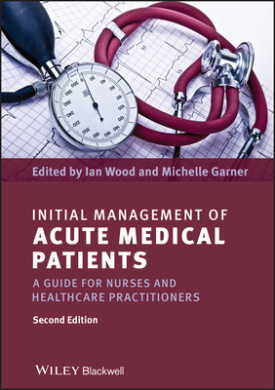 Edited by Ian Wood and Michelle Garner
INITIAL MANAGEMENT OF
ACUTE MEDICAL
PATIENTS
A GUIDE FOR NURSES AND
HEALTHCARE PRACTITIONERS
Second Edition
WILEY Blackwell